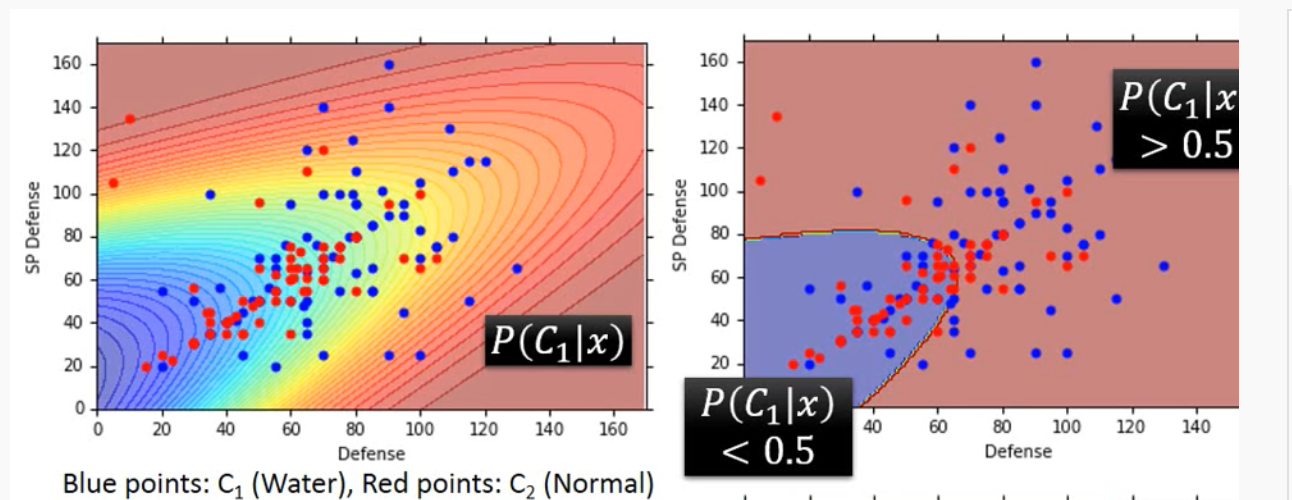 160
140
120
100
80
60
40
20
0
SP Defense
0 20 40 60 80 100 120 140 160
Defense
P(C₁|x)
160
140
120
100
80
60
40
20
SP Defense
40 60 80 100 120 140
Defense
P(C₁|x
> 0.5
P(C₁|x)
< 0.5
Blue points: C₁ (Water), Red points: C₂ (Normal)